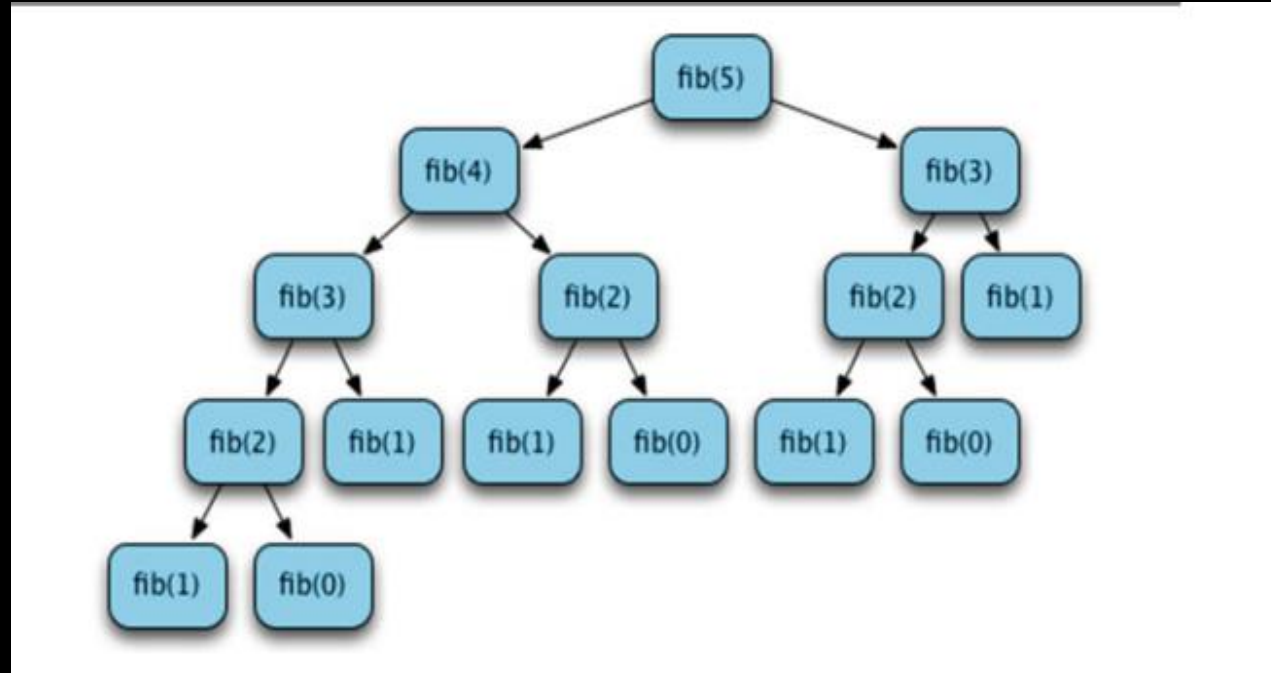 fib(5)
fib(4) fib(3)
fib(3) fib(2) fib(2) fib(1)
fib(2) fib(1) fib(1) fib(0) fib(1) fib(0)
fib(1) fib(0)